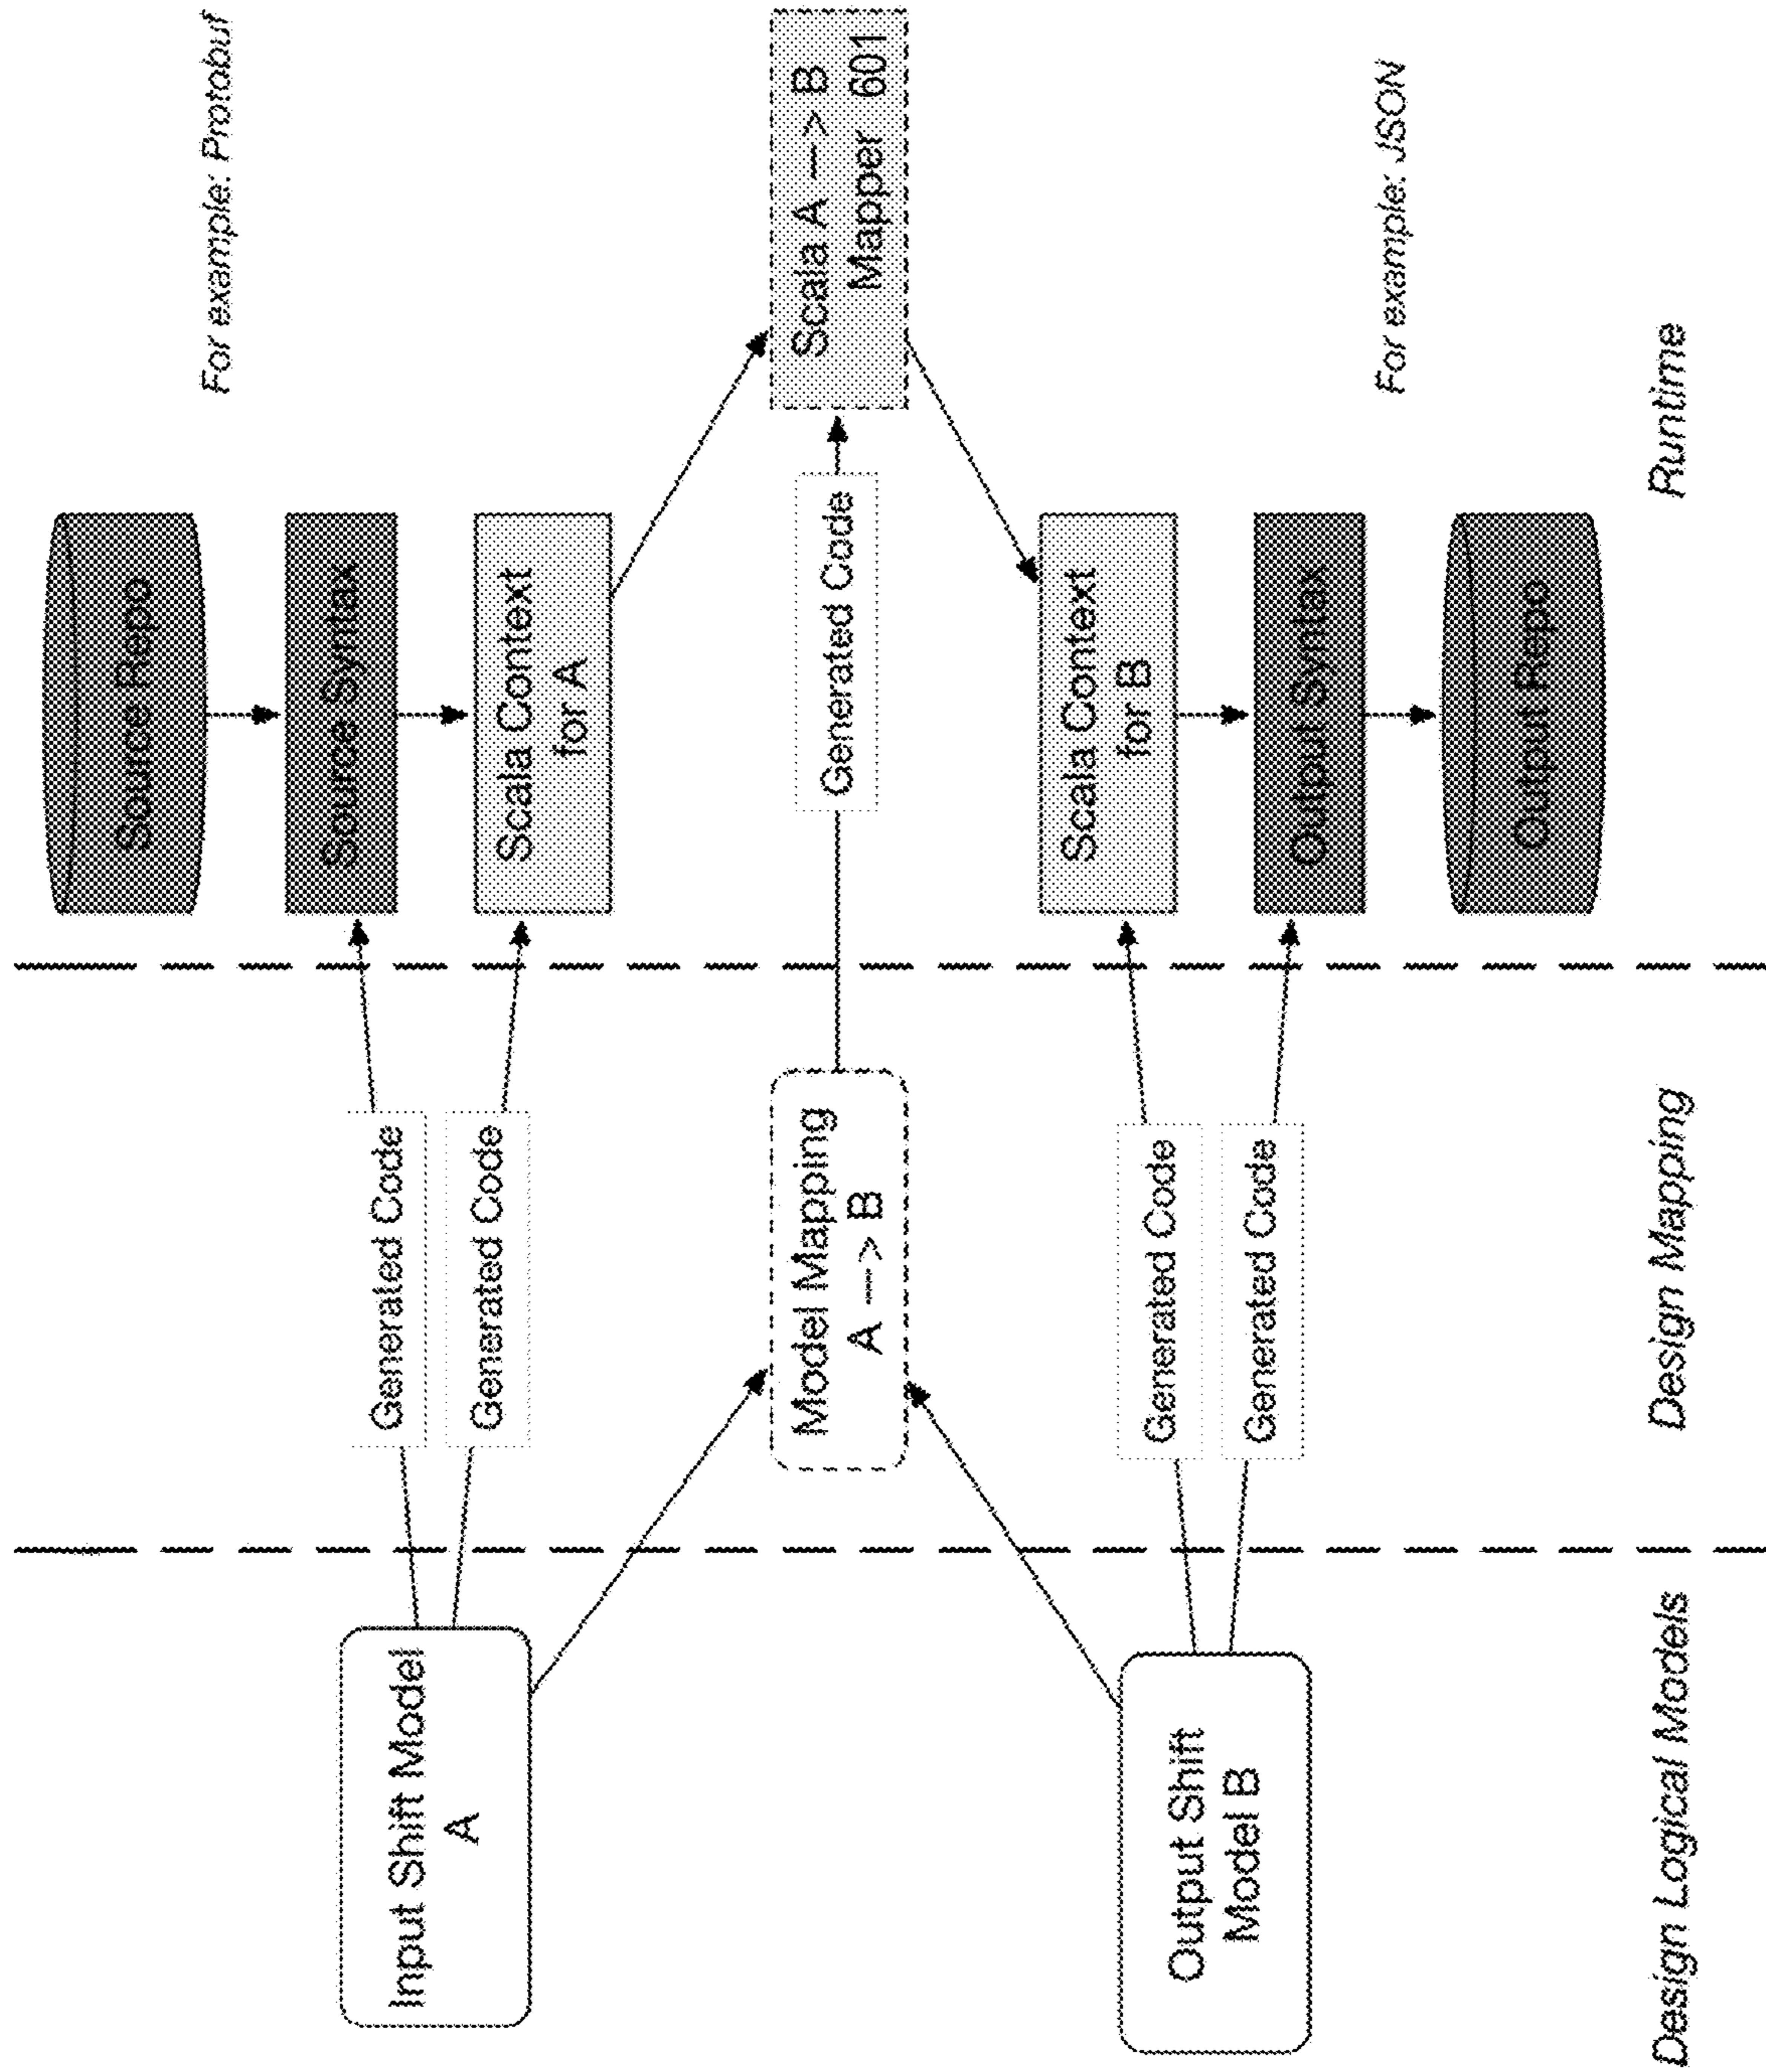 For example: Protobuf
Source Repo
Source Syntax
Generated Code
Input Shift Model
A
Generated Code
Scala Context
for A
Model Mapping
A ---> B
Generated Code
Scala A ---> B
Mapper 601
Generated Code
Scala Context
for B
Output Shift
Model B
Generated Code
Output Syntax
For example: JSON
Output Repo
Design Logical Models
Design Mapping
Runtime